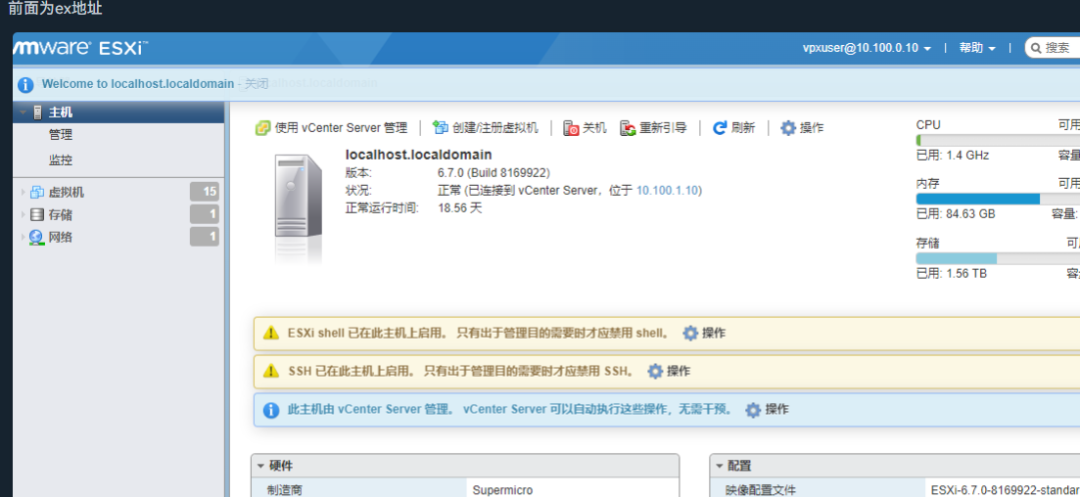 前面为ex地址
vmware ESXi™
vpxuser@10.100.0.10 | 帮助 | 搜索
Welcome to localhost.localdomain - 关闭
主机
管理
监控
虚拟机 15
存储 1
网络 1
使用 vCenter Server 管理 | 创建/注册虚拟机 | 关机 重新引导 | 刷新 | 操作
localhost.localdomain
版本: 6.7.0 (Build 8169922)
状况: 正常 (已连接到 vCenter Server，位于 10.100.1.10)
正常运行时间: 18.56 天
CPU 可用
已用: 1.4 GHz 容量
内存 可用
已用: 84.63 GB 容量:
存储 可
已用: 1.56 TB
ESXi shell 已在此主机上启用。 只有出于管理目的需要时才应禁用 shell。 操作
SSH 已在此主机上启用。 只有出于管理目的需要时才应禁用 SSH。 操作
此主机由 vCenter Server 管理。 vCenter Server 可以自动执行这些操作，无需干预。 操作
硬件
制造商 Supermicro
配置
映像配置文件 ESXi-6.7.0-8169922-standar